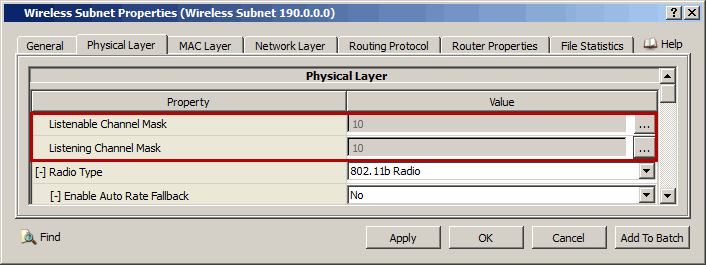 Wireless Subnet Properties (Wireless Subnet 190.0.0.0)
General Physical Layer MAC Layer Network Layer Routing Protocol Router Properties File Statistics Help
Physical Layer
Property Value
Listenable Channel Mask 10 ...
Listening Channel Mask 10 ...
[-] Radio Type 802.11b Radio
[-] Enable Auto Rate Fallback No
Find Apply OK Cancel Add To Batch